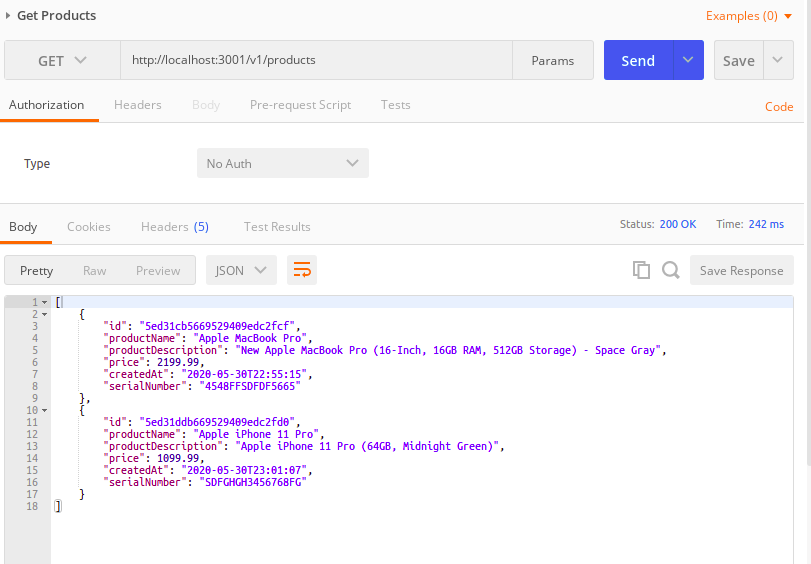 Get Products
Examples (0)
GET
http://localhost:3001/v1/products
Params
Send
Save
Authorization
Headers
Body
Pre-request Script
Tests
Code
Type
No Auth
Body
Cookies
Headers (5)
Test Results
Status: 200 OK
Time: 242 ms
Pretty
Raw
Preview
JSON
Save Response
1 [
2 {
3 "id": "5ed31cb5669529409edc2fcf",
4 "productName": "Apple MacBook Pro",
5 "productDescription": "New Apple MacBook Pro (16-Inch, 16GB RAM, 512GB Storage) - Space Gray",
6 "price": 2199.99,
7 "createdAt": "2020-05-30T22:55:15",
8 "serialNumber": "4548FFSDFDF5665"
9 },
10 {
11 "id": "5ed31ddb669529409edc2fd0",
12 "productName": "Apple iPhone 11 Pro",
13 "productDescription": "Apple iPhone 11 Pro (64GB, Midnight Green)",
14 "price": 1099.99,
15 "createdAt": "2020-05-30T23:01:07",
16 "serialNumber": "SDFGHGH3456768FG"
17 }
18 ]